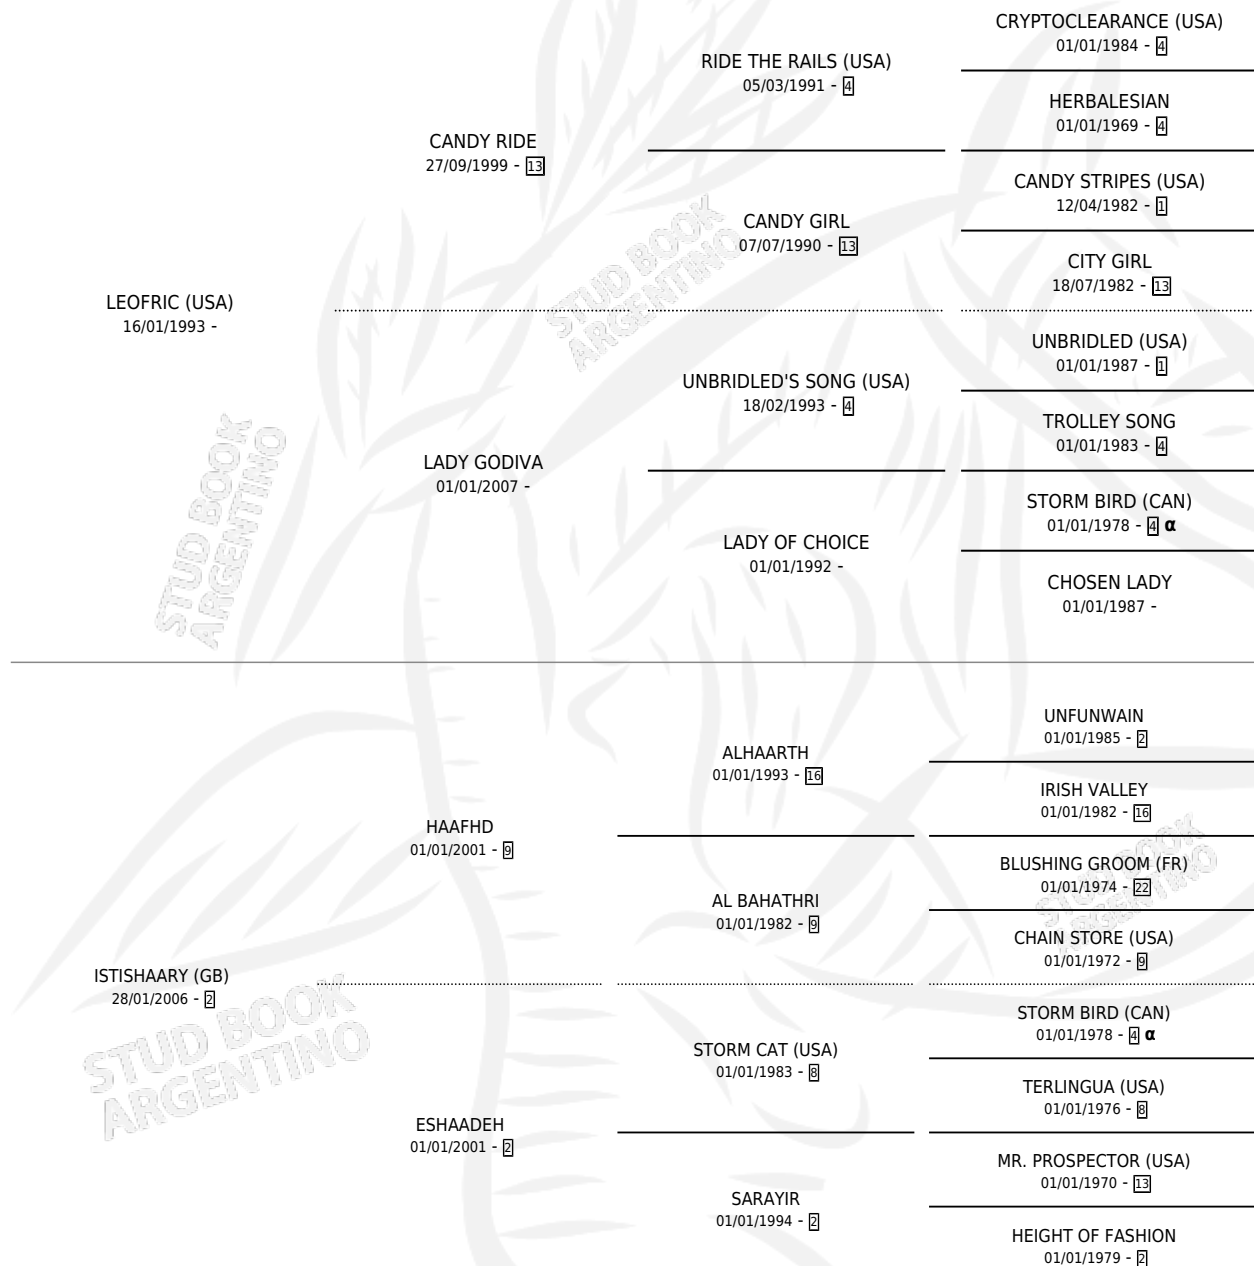 CRYPTOCLEARANCE (USA)
01/01/1984 - 4
RIDE THE RAILS (USA)
05/03/1991 - 4
HERBALESIAN
01/01/1969 - 4
CANDY RIDE
27/09/1999 - 13
CANDY STRIPES (USA)
12/04/1982 - 1
CANDY GIRL
07/07/1990 - 13
CITY GIRL
18/07/1982 - 13
LEOFRIC (USA)
16/01/1993 -
UNBRIDLED (USA)
01/01/1987 - 1
UNBRIDLED'S SONG (USA)
18/02/1993 - 4
TROLLEY SONG
01/01/1983 - 4
LADY GODIVA
01/01/2007 -
STORM BIRD (CAN)
01/01/1978 - 4 α
LADY OF CHOICE
01/01/1992 -
CHOSEN LADY
01/01/1987 -
STUD BOOK
ARGENTINO
STUD BOOK
ARGENTINO
UNFUNWAIN
01/01/1985 - 2
ALHAARTH
01/01/1993 - 16
IRISH VALLEY
01/01/1982 - 16
HAAFHD
01/01/2001 - 9
BLUSHING GROOM (FR)
01/01/1974 - 22
AL BAHATHRI
01/01/1982 - 9
CHAIN STORE (USA)
01/01/1972 - 9
ISTISHAARY (GB)
28/01/2006 - 2
STORM BIRD (CAN)
01/01/1978 - 4 α
STORM CAT (USA)
01/01/1983 - 8
TERLINGUA (USA)
01/01/1976 - 8
ESHAADEH
01/01/2001 - 2
MR. PROSPECTOR (USA)
01/01/1970 - 13
SARAYIR
01/01/1994 - 2
HEIGHT OF FASHION
01/01/1979 - 2
STUD BOOK
ARGENTINO
STUD BOOK
ARGENTINO